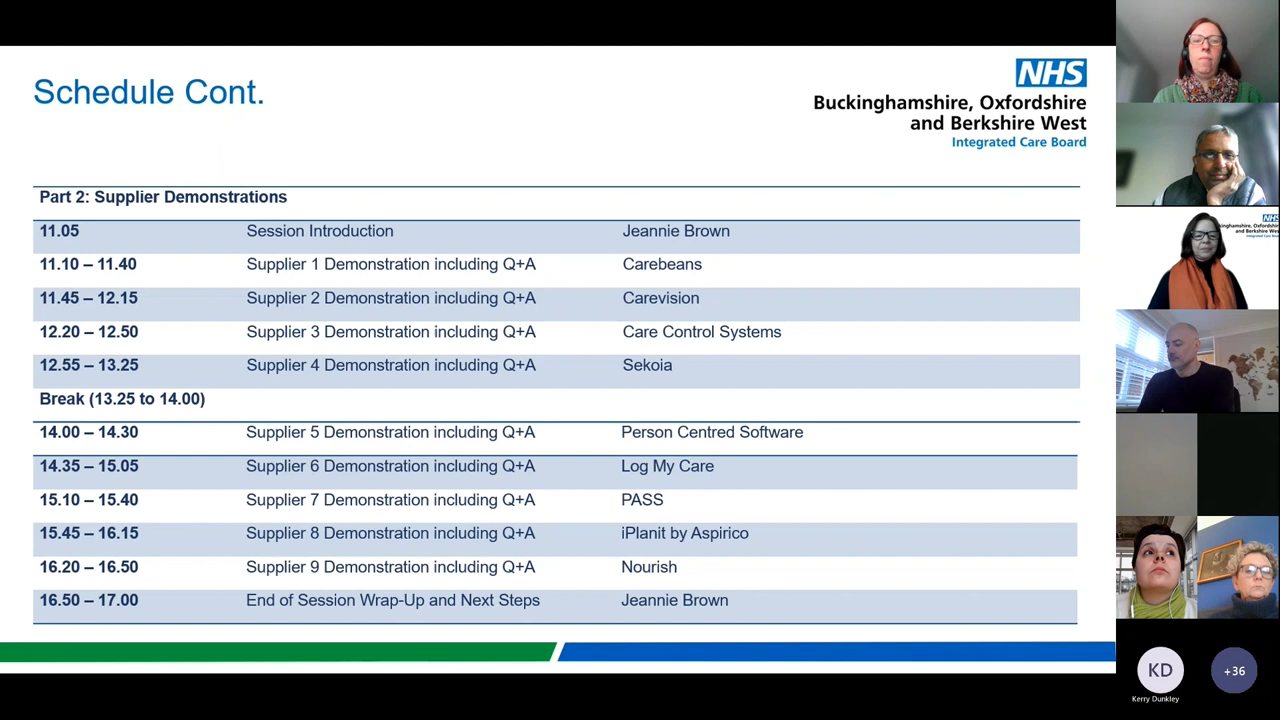 Schedule Cont.
NHS
Buckinghamshire, Oxfordshire
and Berkshire West
Integrated Care Board
Part 2: Supplier Demonstrations
11.05 Session Introduction Jeannie Brown
11.10 – 11.40 Supplier 1 Demonstration including Q+A Carebeans
11.45 – 12.15 Supplier 2 Demonstration including Q+A Carevision
12.20 – 12.50 Supplier 3 Demonstration including Q+A Care Control Systems
12.55 – 13.25 Supplier 4 Demonstration including Q+A Sekoia
Break (13.25 to 14.00)
14.00 – 14.30 Supplier 5 Demonstration including Q+A Person Centred Software
14.35 – 15.05 Supplier 6 Demonstration including Q+A Log My Care
15.10 – 15.40 Supplier 7 Demonstration including Q+A PASS
15.45 – 16.15 Supplier 8 Demonstration including Q+A iPlanit by Aspirico
16.20 – 16.50 Supplier 9 Demonstration including Q+A Nourish
16.50 – 17.00 End of Session Wrap-Up and Next Steps Jeannie Brown
NHS
Oxfordshire
and Berkshire West
Integrated Care
KD
+36
Kerry Dunkley